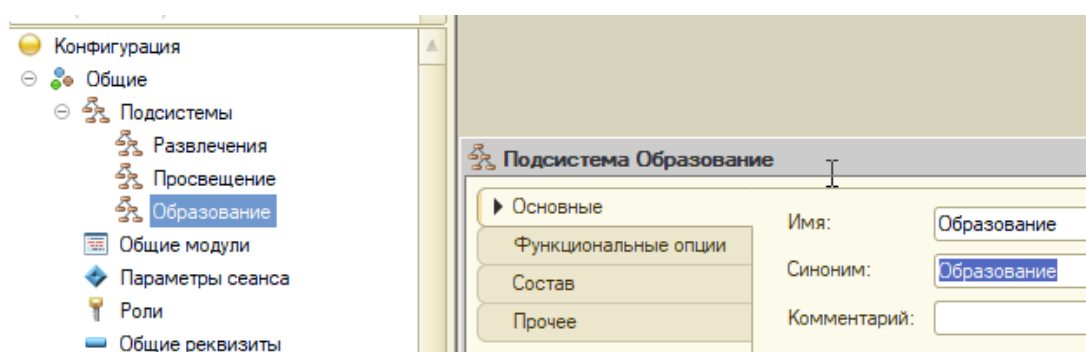 Конфигурация
Общие
Подсистемы
Развлечения
Просвещение
Образование
Общие модули
Параметры сеанса
Роли
Общие реквизиты
Подсистема Образование
Основные
Функциональные опции
Состав
Прочее
Имя: Образование
Синоним: Образование
Комментарий: